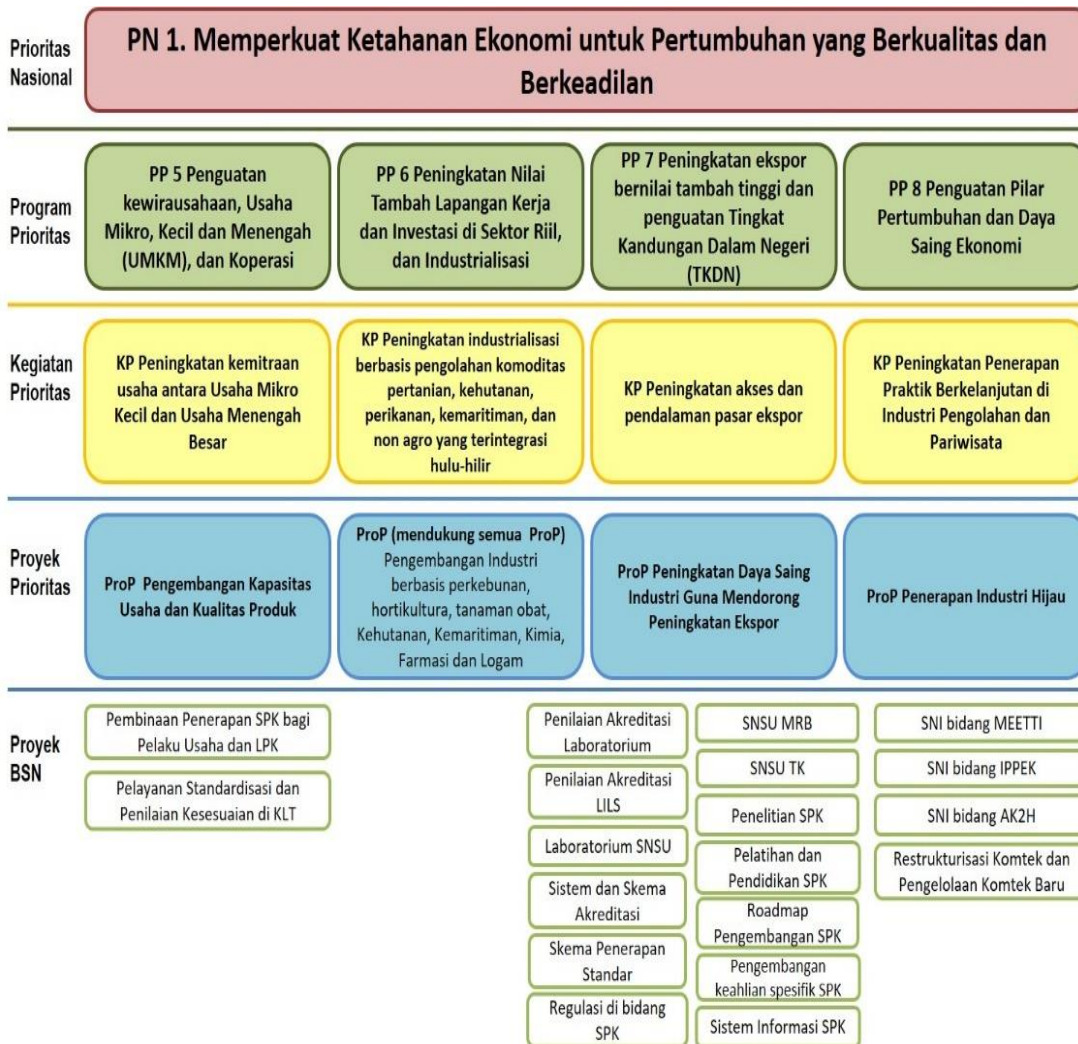 Prioritas
Nasional
PN 1. Memperkuat Ketahanan Ekonomi untuk Pertumbuhan yang Berkualitas dan
Berkeadilan
Program
Prioritas
PP 5 Penguatan
kewirausahaan, Usaha
Mikro, Kecil dan Menengah
(UMKM), dan Koperasi
PP 6 Peningkatan Nilai
Tambah Lapangan Kerja
dan Investasi di Sektor Riil,
dan Industrialisasi
PP 7 Peningkatan ekspor
bernilai tambah tinggi dan
penguatan Tingkat
Kandungan Dalam Negeri
(TKDN)
PP 8 Penguatan Pilar
Pertumbuhan dan Daya
Saing Ekonomi
Kegiatan
Prioritas
KP Peningkatan kemitraan
usaha antara Usaha Mikro
Kecil dan Usaha Menengah
Besar
KP Peningkatan industrialisasi
berbasis pengolahan komoditas
pertanian, kehutanan,
perikanan, kemaritiman, dan
non agro yang terintegrasi
hulu-hilir
KP Peningkatan akses dan
pendalaman pasar ekspor
KP Peningkatan Penerapan
Praktik Berkelanjutan di
Industri Pengolahan dan
Pariwisata
Proyek
Prioritas
ProP Pengembangan Kapasitas
Usaha dan Kualitas Produk
ProP (mendukung semua ProP)
Pengembangan Industri
berbasis perkebunan,
hortikultura, tanaman obat,
Kehutanan, Kemaritiman, Kimia,
Farmasi dan Logam
ProP Peningkatan Daya Saing
Industri Guna Mendorong
Peningkatan Ekspor
ProP Penerapan Industri Hijau
Proyek
BSN
Pembinaan Penerapan SPK bagi
Pelaku Usaha dan LPK
Pelayanan Standardisasi dan
Penilaian Kesesuaian di KLT
Penilaian Akreditasi
Laboratorium
Penilaian Akreditasi
LILS
Laboratorium SNSU
Sistem dan Skema
Akreditasi
Skema Penerapan
Standar
Regulasi di bidang
SPK
SNSU MRB
SNSU TK
Penelitian SPK
Pelatihan dan
Pendidikan SPK
Roadmap
Pengembangan SPK
Pengembangan
keahlian spesifik SPK
Sistem Informasi SPK
SNI bidang MEETTI
SNI bidang IPPEK
SNI bidang AK2H
Restrukturisasi Komtek dan
Pengelolaan Komtek Baru